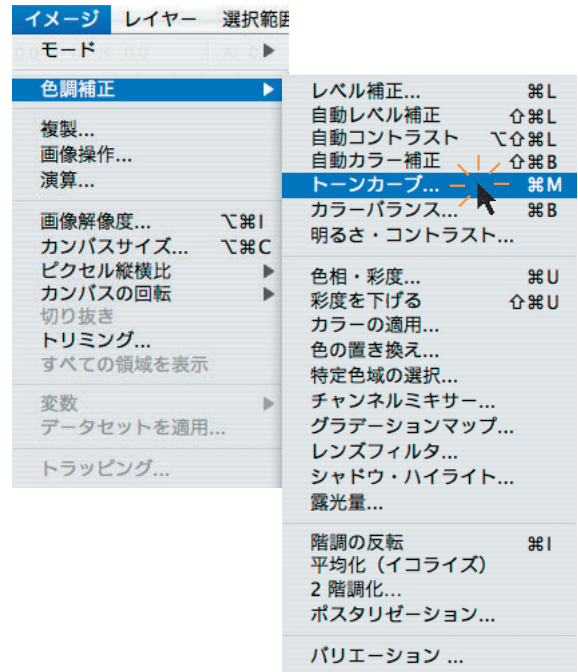 イメージ レイヤー 選択範囲
モード ▶
色調補正 ▶
複製...
画像操作...
演算...
画像解像度... ⌥⌘I
カンバスサイズ... ⌥⌘C
ピクセル縦横比 ▶
カンバスの回転 ▶
切り抜き
トリミング...
すべての領域を表示
変数 ▶
データセットを適用...
トラッピング...
レベル補正... ⌘L
自動レベル補正 ⇧⌘L
自動コントラスト ⌥⇧⌘L
自動カラー補正 ⇧⌘B
トーンカーブ... ⌘M
カラーバランス... ⌘B
明るさ・コントラスト...
色相・彩度... ⌘U
彩度を下げる ⇧⌘U
カラーの適用...
色の置き換え...
特定色域の選択...
チャンネルミキサー...
グラデーションマップ...
レンズフィルタ...
シャドウ・ハイライト...
露光量...
階調の反転 ⌘I
平均化（イコライズ）
2 階調化...
ポスタリゼーション...
バリエーション ...